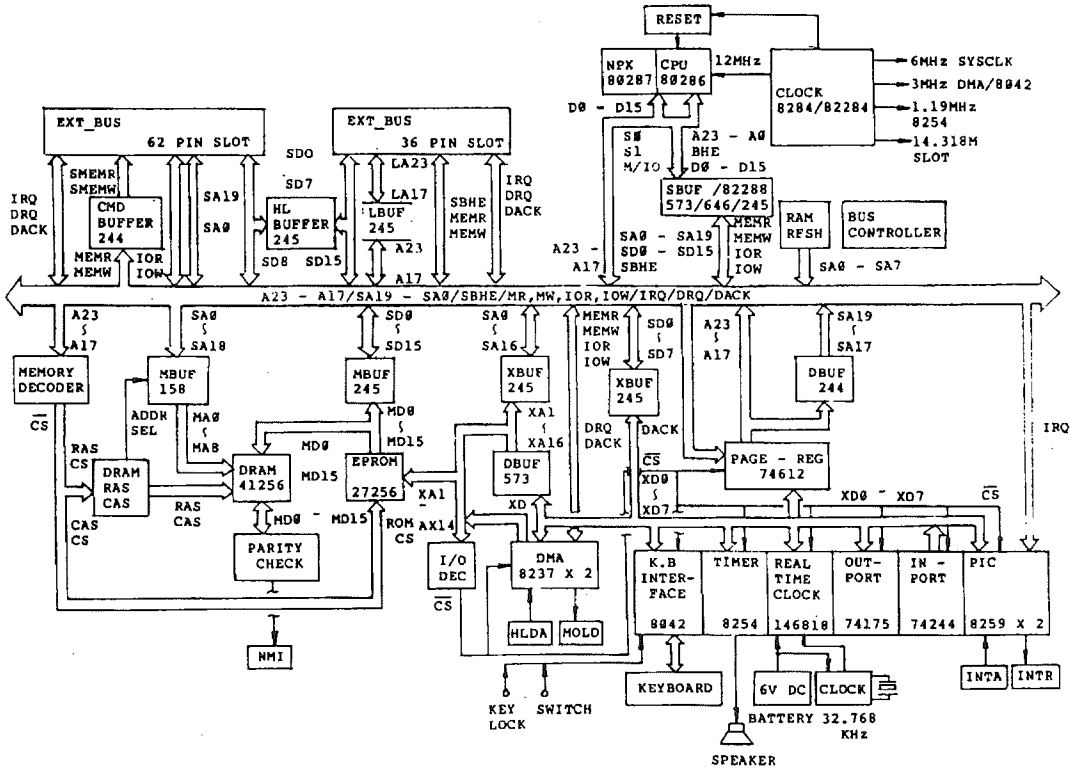 RESET
NPX
80287
CPU
80286
12MHz
CLOCK
8284/82284
6MHz SYSCLK
3MHz DMA/8042
1.19MHz
8254
14.318M
SLOT
D0 - D15
S0
S1
M/IO
A23 - A0
BHE
D0 - D15
SBUF /82288
573/646/245
RAM
RFSH
BUS
CONTROLLER
EXT_BUS
62 PIN SLOT
EXT_BUS
36 PIN SLOT
SMEMR
SMEMW
IRQ
DRQ
DACK
CMD
BUFFER
244
SA19
SA0
SD0
SD7
HL
BUFFER
245
LA23
LA17
LBUF
245
SBHE
MEMR
MEMW
IRQ
DRQ
DACK
MEMR
MEMW
IOR
IOW
SD8
SD15
A23
A17
A23 -
A17
SA0 - SA19
SD0 - SD15
SBHE
MEMR
MEMW
IOR
IOW
SA0 - SA7
A23 - A17/SA19 - SA0/SBHE/MR,MW,IOR,IOW/IRQ/DRQ/DACK
A23
A17
SA0
SA18
SD0
SD15
SA0
SA16
MEMR
MEMW
IOR
IOW
SD0
SD7
A23
A17
SA19
SA17
MEMORY
DECODER
MBUF
158
MBUF
245
XBUF
245
XBUF
245
DBUF
244
CS
ADDR
SEL
MA0
MA8
MD0
MD15
MD0
MD15
XA1
XA16
DRQ
DACK
DACK
IRQ
RAS
CS
DRAM
RAS
CAS
RAS
CAS
CAS
CS
DRAM
41256
EPROM
27256
XA1
-
AX14
DBUF
573
XD
CS
XD0
XD7
PAGE - REG
74612
XD0 - XD7
CS
MD0 - MD15
ROM
CS
PARITY
CHECK
NMI
I/O
DEC
CS
DMA
8237 X 2
HLDA
MOLD
K.B
INTER-
FACE
8042
TIMER
8254
REAL
TIME
CLOCK
146818
OUT-
PORT
74175
IN -
PORT
74244
PIC
8259 X 2
KEY
LOCK
SWITCH
KEYBOARD
6V DC
CLOCK
BATTERY
32.768
KHz
INTA
INTR
SPEAKER